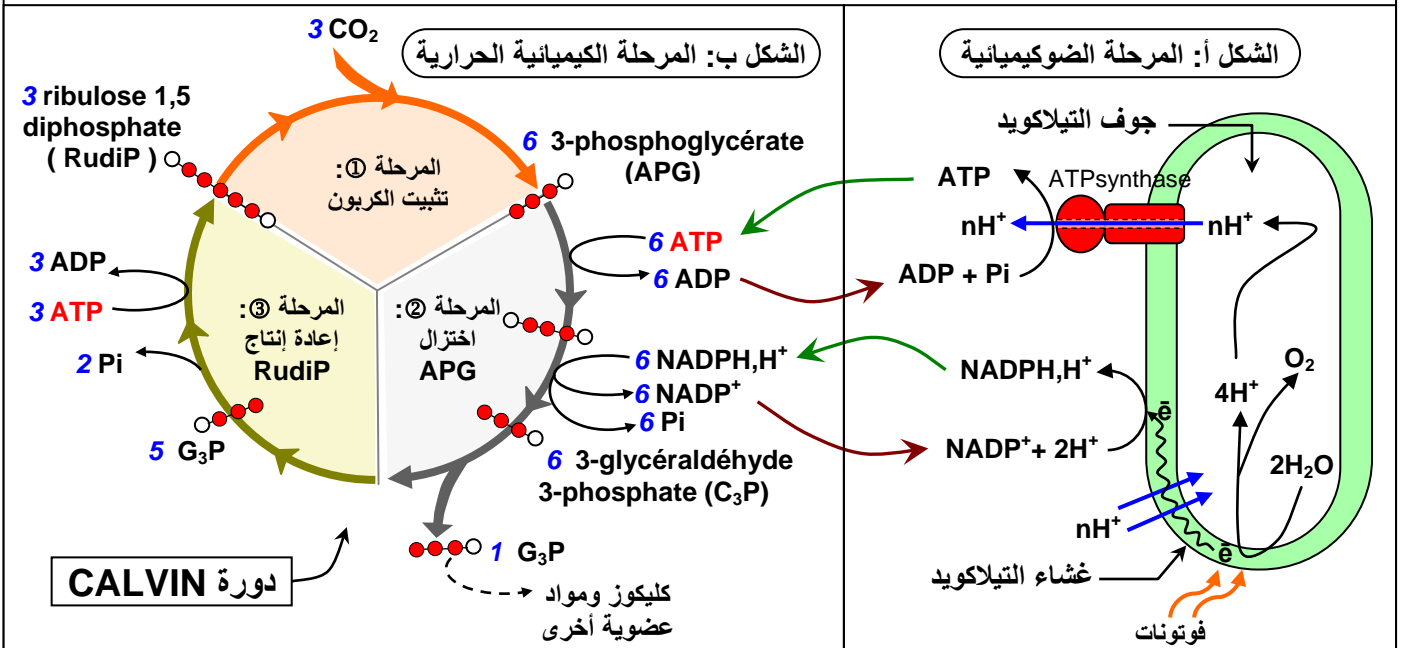 الشكل أ: المرحلة الضوكيميائية
جوف التيلاكويد
ATP
ATPsynthase
nH⁺
nH⁺
ADP + Pi
NADPH,H⁺
ē
4H⁺
O₂
NADP⁺+ 2H⁺
2H₂O
nH⁺
ē
غشاء التيلاكويد
فوتونات
الشكل ب: المرحلة الكيميائية الحرارية
3 CO₂
3 ribulose 1,5
diphosphate
( RudiP )
6 3-phosphoglycérate
(APG)
المرحلة ①:
تثبيت الكربون
6 ATP
6 ADP
المرحلة ②:
اختزال
APG
6 NADPH,H⁺
6 NADP⁺
6 Pi
6 3-glycéraldéhyde
3-phosphate (C₃P)
1 G₃P
كليكوز ومواد
عضوية أخرى
المرحلة ③:
إعادة إنتاج
RudiP
3 ADP
3 ATP
2 Pi
5 G₃P
دورة CALVIN